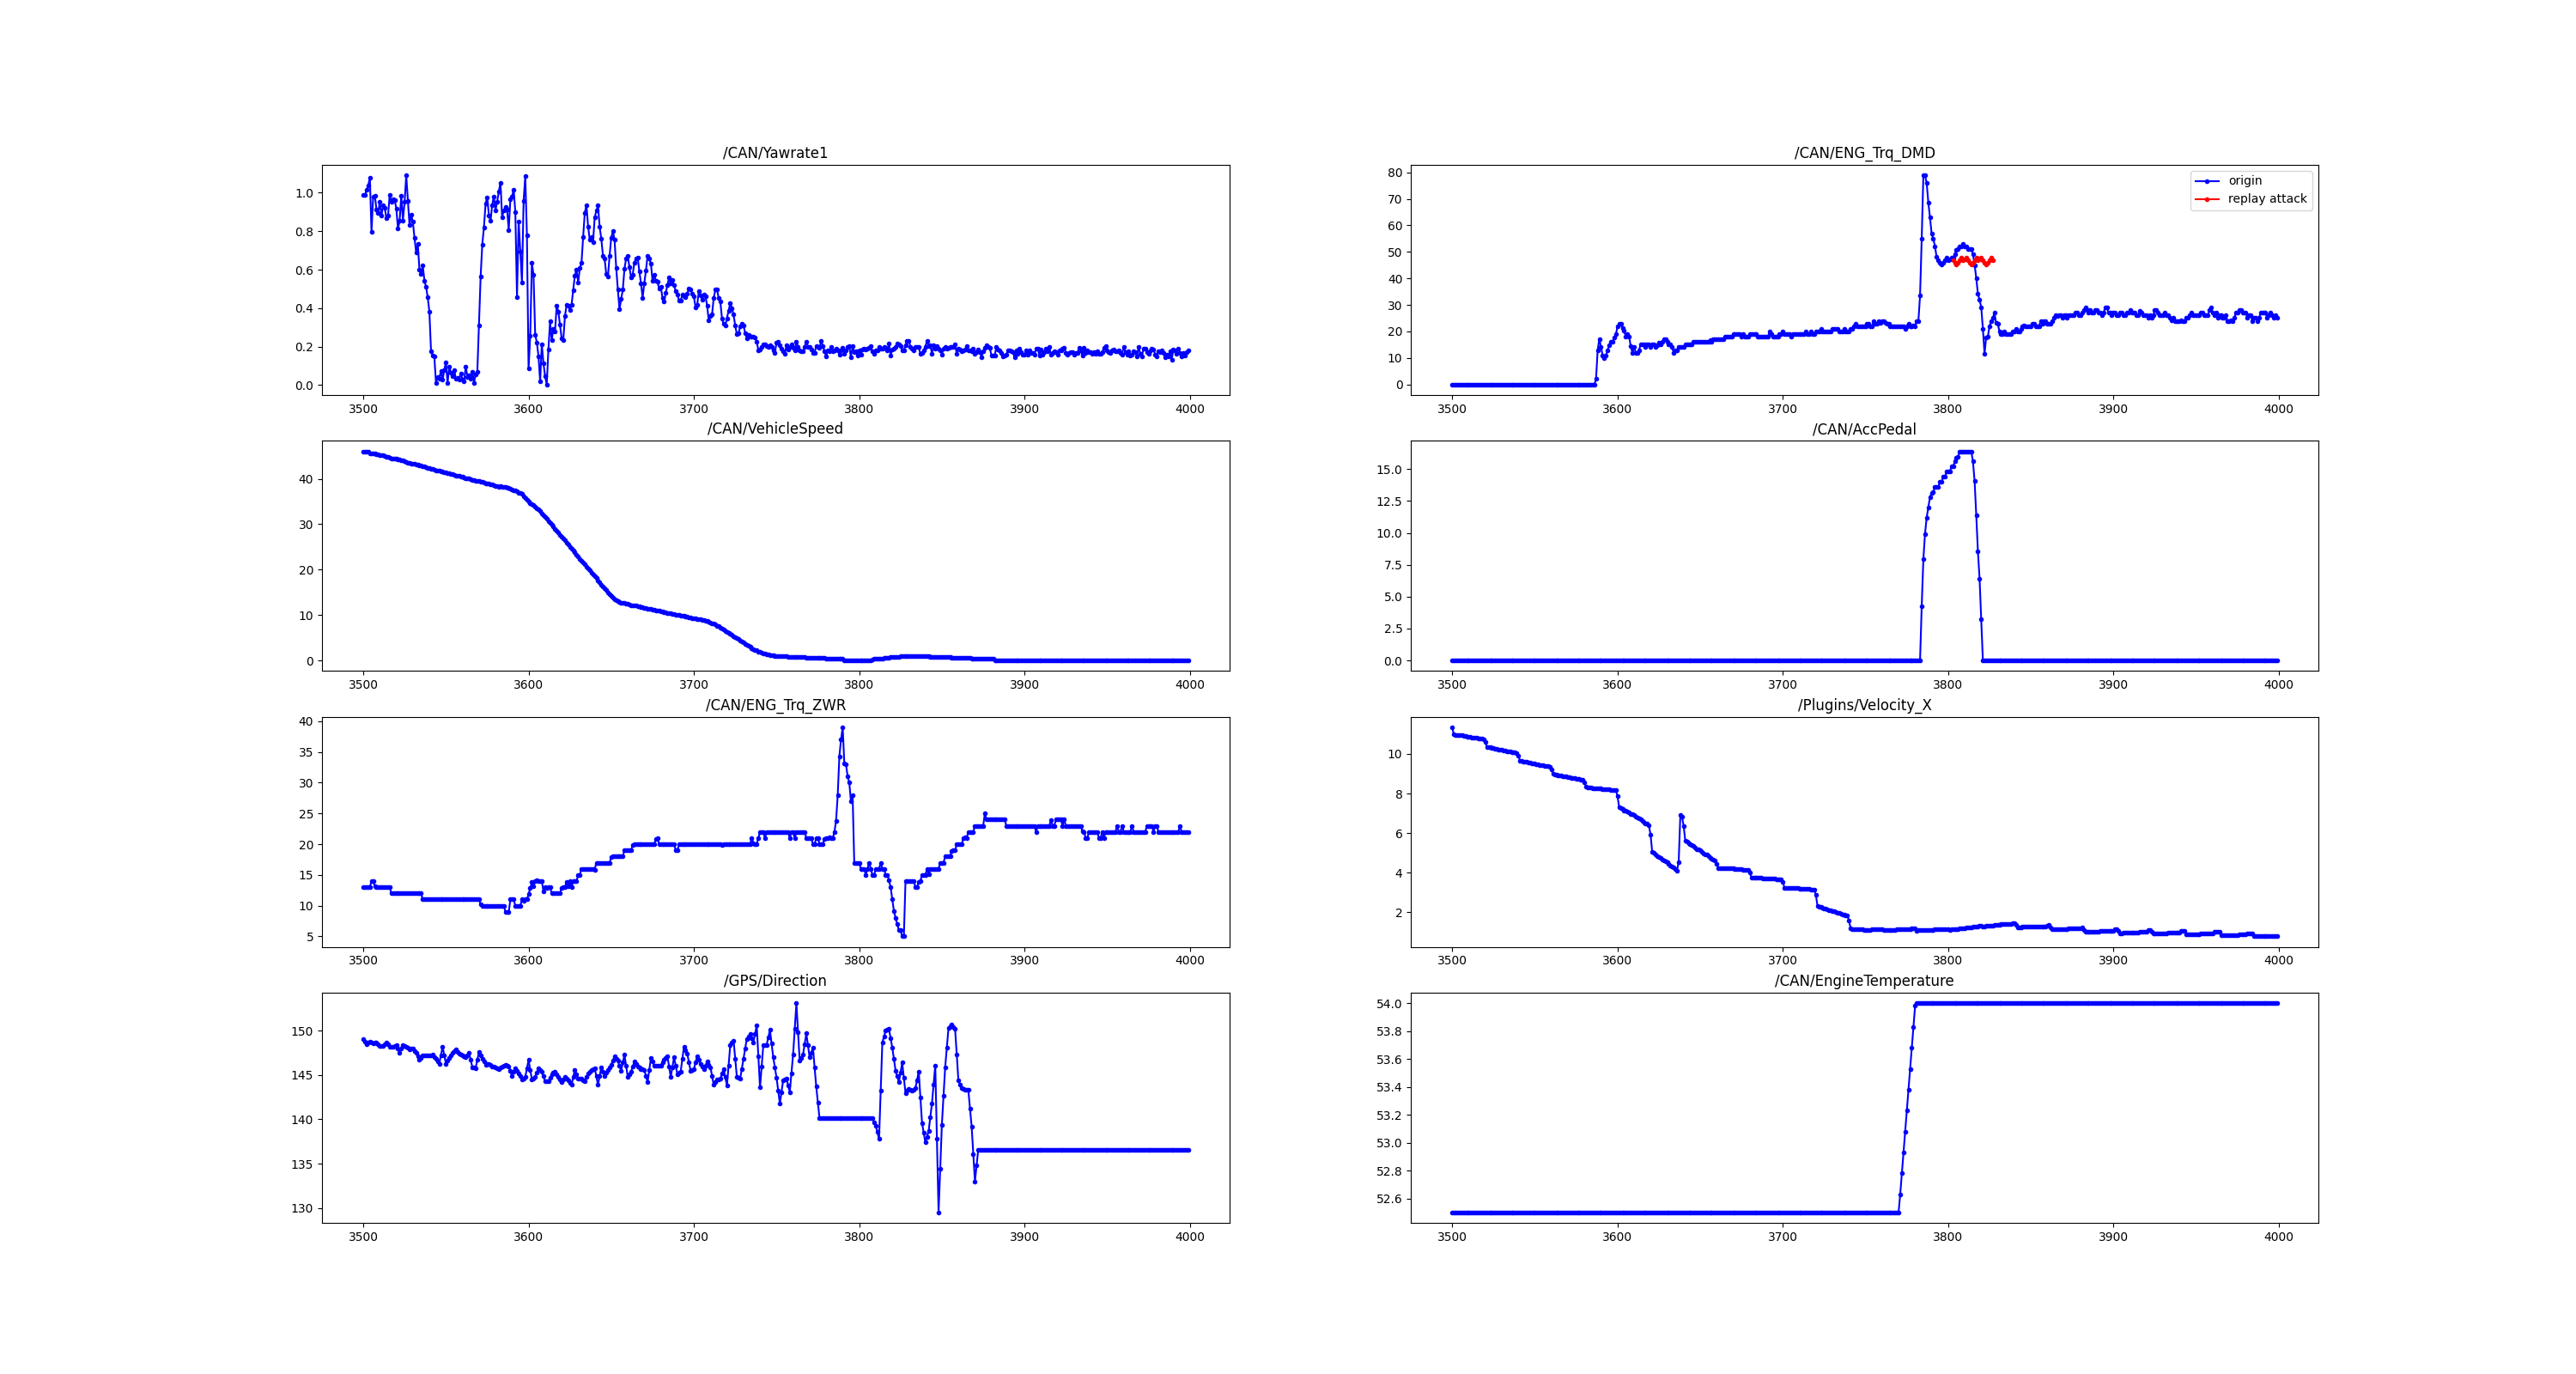 /CAN/Yawrate1
1.0
0.8
0.6
0.4
0.2
0.0
3500 3600 3700 3800 3900 4000
/CAN/ENG_Trq_DMD
origin
replay attack
80
70
60
50
40
30
20
10
0
3500 3600 3700 3800 3900 4000
/CAN/VehicleSpeed
40
30
20
10
0
3500 3600 3700 3800 3900 4000
/CAN/AccPedal
15.0
12.5
10.0
7.5
5.0
2.5
0.0
3500 3600 3700 3800 3900 4000
/CAN/ENG_Trq_ZWR
40
35
30
25
20
15
10
5
3500 3600 3700 3800 3900 4000
/Plugins/Velocity_X
10
8
6
4
2
3500 3600 3700 3800 3900 4000
/GPS/Direction
150
145
140
135
130
3500 3600 3700 3800 3900 4000
/CAN/EngineTemperature
54.0
53.8
53.6
53.4
53.2
53.0
52.8
52.6
3500 3600 3700 3800 3900 4000